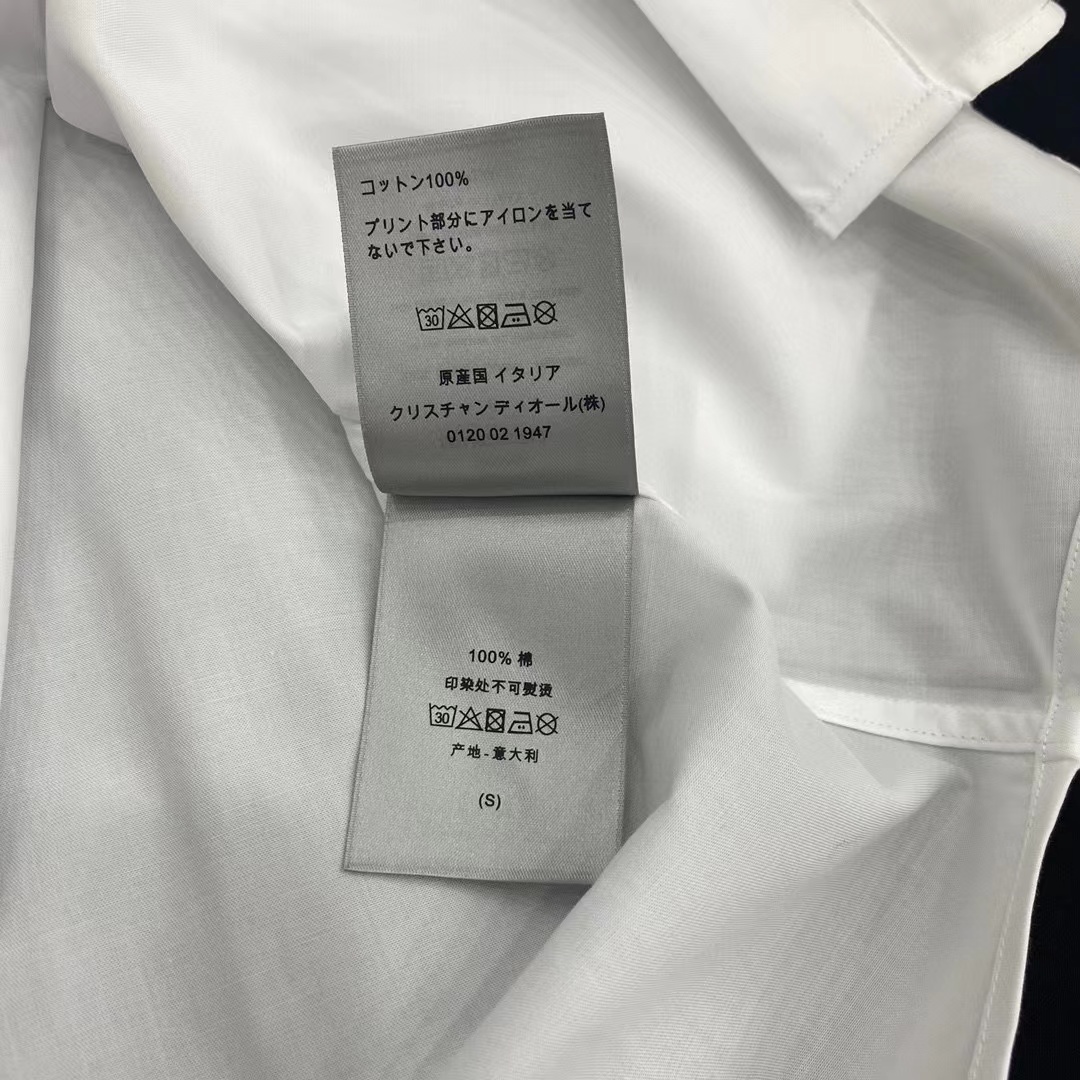 コットン100%
プリント部分にアイロンを当て
ないで下さい。
30
原産国 イタリア
クリスチャン ディオール(株)
0120 02 1947
100% 棉
印染处不可熨烫
30
产地-意大利
(S)